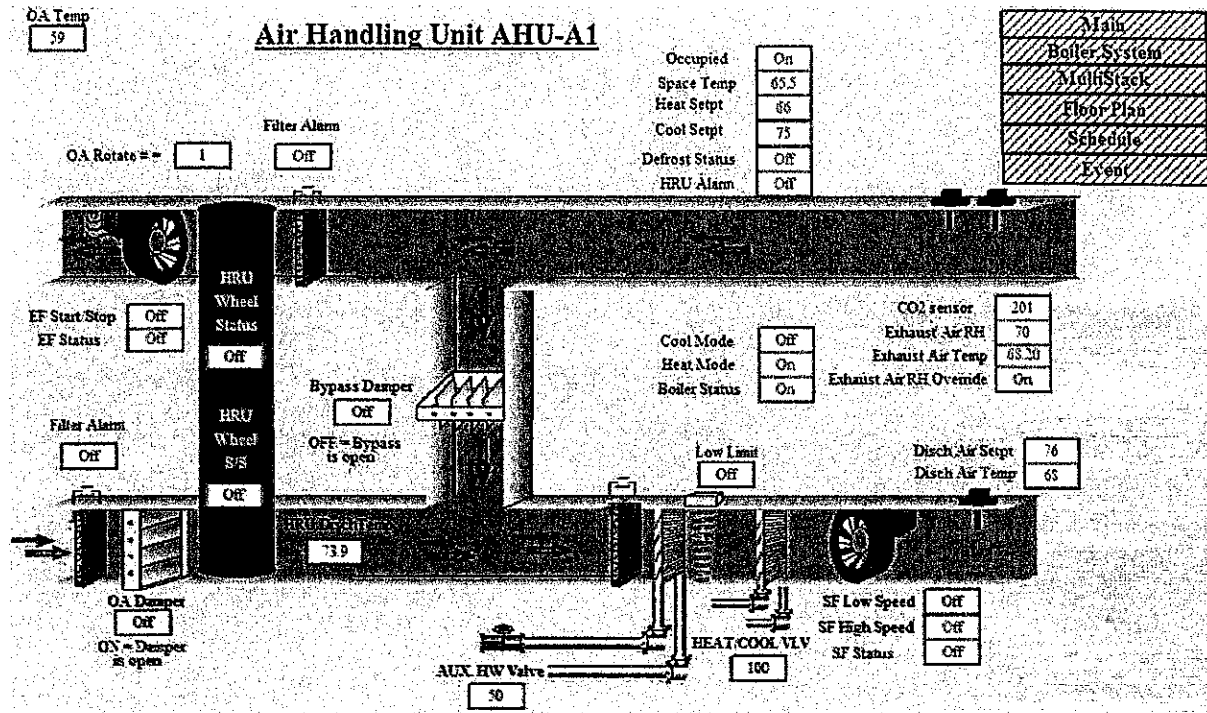 OA Temp
59
Air Handling Unit AHU-A1
Main
Boiler System
MultiStack
Floor Plan
Schedule
Event
Occupied On
Space Temp 65.5
Heat Setpt 66
Cool Setpt 75
Defrost Status Off
HRU Alarm Off
OA Rotate = = 1
Filter Alarm
Off
HRU
Wheel
Status
Off
EF Start/Stop Off
EF Status Off
CO2 sensor 201
Exhaust Air RH 70
Exhaust Air Temp
Exhaust Air RH Override On
Cool Mode Off
Heat Mode On
Boiler Status On
Bypass Damper
Off
OFF = Bypass
is open
HRU
Wheel
S/S
Off
Filter Alarm
Off
Low Limit
Off
Disch Air Setpt 76
Disch Air Temp 68
HRU Disch Temp
73.9
OA Damper
Off
ON = Damper
is open
SF Low Speed Off
SF High Speed Off
SF Status Off
HEAT/COOL VLV
100
AUX. HW Valve
50